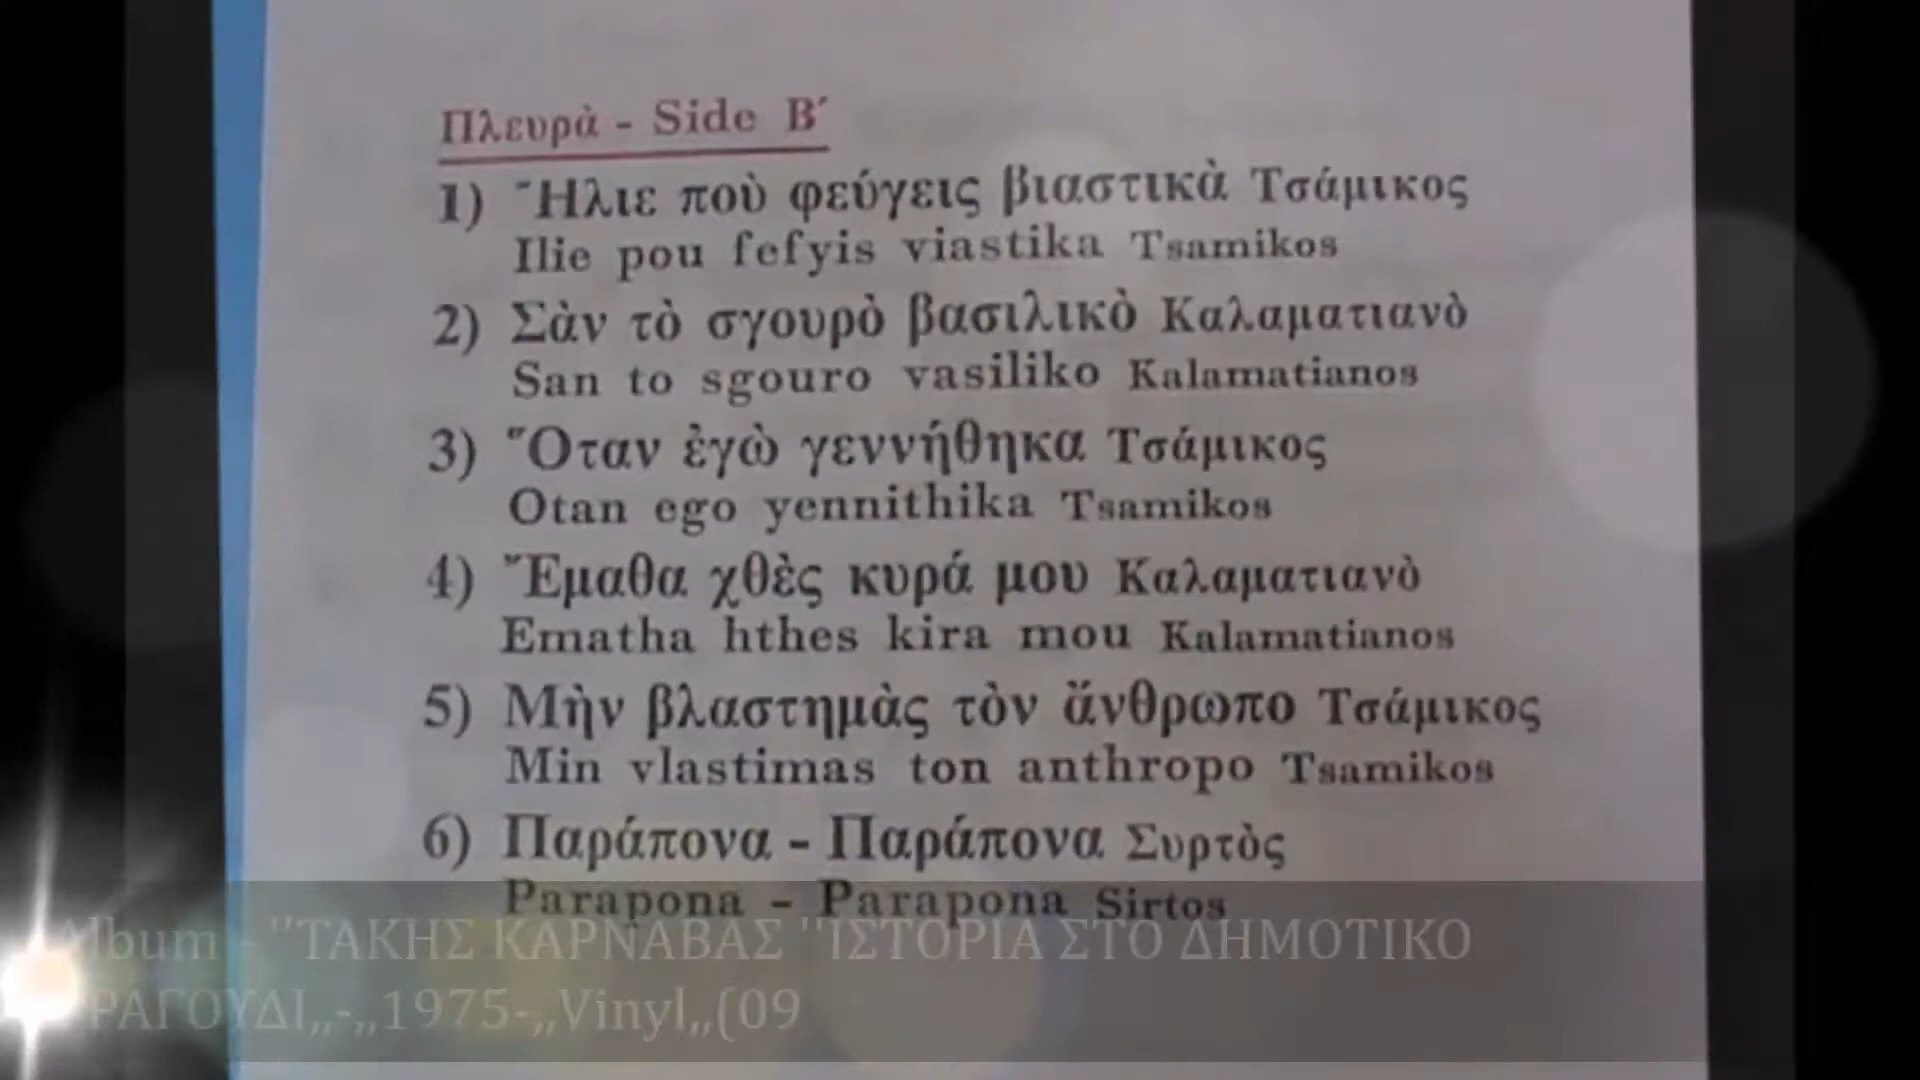 Πλευρὰ - Side Β΄
1) Ἥλιε ποὺ φεύγεις βιαστικὰ Τσάμικος
Ilie pou fefyis viastika Tsamikos
2) Σὰν τὸ σγουρὸ βασιλικὸ Καλαματιανὸ
San to sgouro vasiliko Kalamatianos
3) Ὅταν ἐγὼ γεννήθηκα Τσάμικος
Otan ego yennithika Tsamikos
4) Ἔμαθα χθὲς κυρά μου Καλαματιανὸ
Ematha hthes kira mou Kalamatianos
5) Μὴν βλαστημὰς τὸν ἄνθρωπο Τσάμικος
Min vlastimas ton anthropo Tsamikos
6) Παράπονα - Παράπονα Συρτὸς
Parapona - Parapona Sirtos
Album - ''ΤΑΚΗΣ ΚΑΡΝΑΒΑΣ ''ΙΣΤΟΡΙΑ ΣΤΟ ΔΗΜΟΤΙΚΟ
ΤΡΑΓΟΥΔΙ,,-,,1975-,,Vinyl,,(09